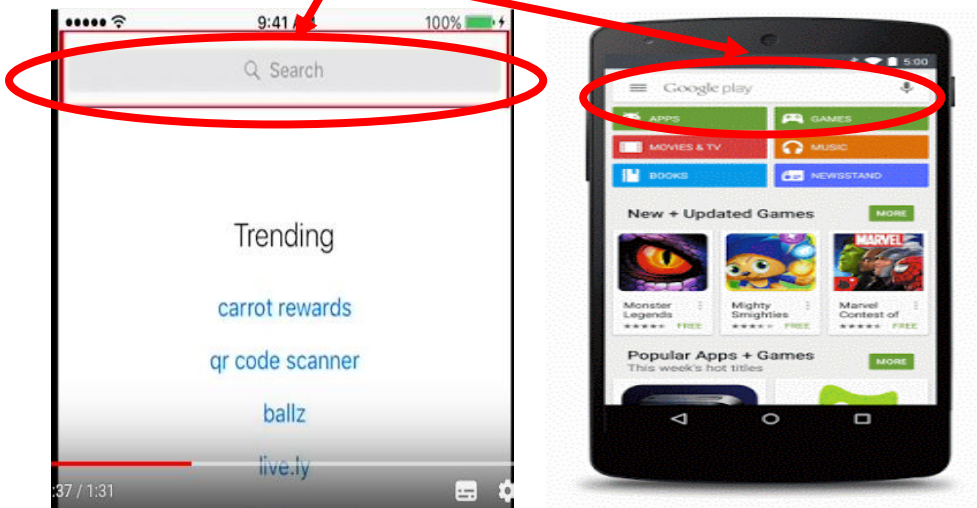 9:41 AM
100%
Search
Trending
carrot rewards
qr code scanner
ballz
live.ly
:37 / 1:31
5:00
Google play
APPS
GAMES
MOVIES & TV
MUSIC
BOOKS
NEWSSTAND
New + Updated Games
MORE
Monster
Legends
FREE
Mighty
Smighties
FREE
Marvel
Contest of
FREE
MARVEL
Popular Apps + Games
This week's hot titles
MORE